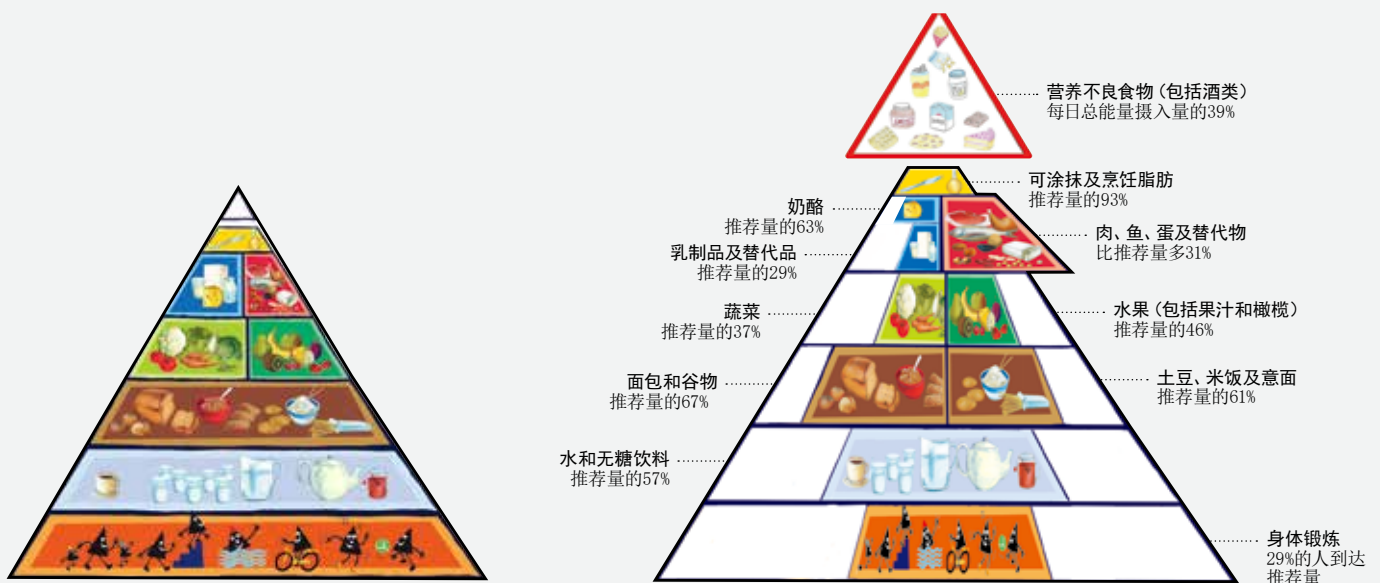 营养不良食物（包括酒类）
每日总能量摄入量的39%
可涂抹及烹饪脂肪
推荐量的93%
奶酪
推荐量的63%
肉、鱼、蛋及替代物
比推荐量多31%
乳制品及替代品
推荐量的29%
蔬菜
推荐量的37%
水果（包括果汁和橄榄）
推荐量的46%
面包和谷物
推荐量的67%
土豆、米饭及意面
推荐量的61%
水和无糖饮料
推荐量的57%
身体锻炼
29%的人到达
推荐量